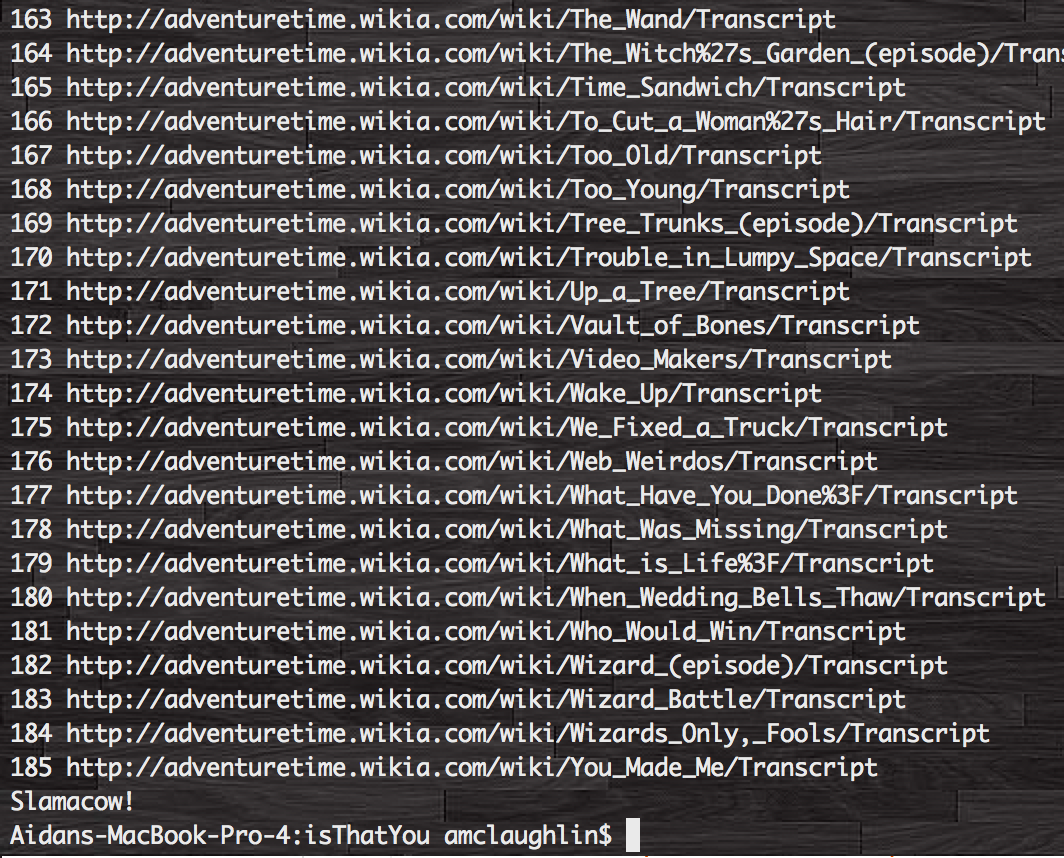 163 http://adventuretime.wikia.com/wiki/The_Wand/Transcript
164 http://adventuretime.wikia.com/wiki/The_Witch%27s_Garden_(episode)/Trans
165 http://adventuretime.wikia.com/wiki/Time_Sandwich/Transcript
166 http://adventuretime.wikia.com/wiki/To_Cut_a_Woman%27s_Hair/Transcript
167 http://adventuretime.wikia.com/wiki/Too_Old/Transcript
168 http://adventuretime.wikia.com/wiki/Too_Young/Transcript
169 http://adventuretime.wikia.com/wiki/Tree_Trunks_(episode)/Transcript
170 http://adventuretime.wikia.com/wiki/Trouble_in_Lumpy_Space/Transcript
171 http://adventuretime.wikia.com/wiki/Up_a_Tree/Transcript
172 http://adventuretime.wikia.com/wiki/Vault_of_Bones/Transcript
173 http://adventuretime.wikia.com/wiki/Video_Makers/Transcript
174 http://adventuretime.wikia.com/wiki/Wake_Up/Transcript
175 http://adventuretime.wikia.com/wiki/We_Fixed_a_Truck/Transcript
176 http://adventuretime.wikia.com/wiki/Web_Weirdos/Transcript
177 http://adventuretime.wikia.com/wiki/What_Have_You_Done%3F/Transcript
178 http://adventuretime.wikia.com/wiki/What_Was_Missing/Transcript
179 http://adventuretime.wikia.com/wiki/What_is_Life%3F/Transcript
180 http://adventuretime.wikia.com/wiki/When_Wedding_Bells_Thaw/Transcript
181 http://adventuretime.wikia.com/wiki/Who_Would_Win/Transcript
182 http://adventuretime.wikia.com/wiki/Wizard_(episode)/Transcript
183 http://adventuretime.wikia.com/wiki/Wizard_Battle/Transcript
184 http://adventuretime.wikia.com/wiki/Wizards_Only,_Fools/Transcript
185 http://adventuretime.wikia.com/wiki/You_Made_Me/Transcript
Slamacow!
Aidans-MacBook-Pro-4:isThatYou amclaughlin$